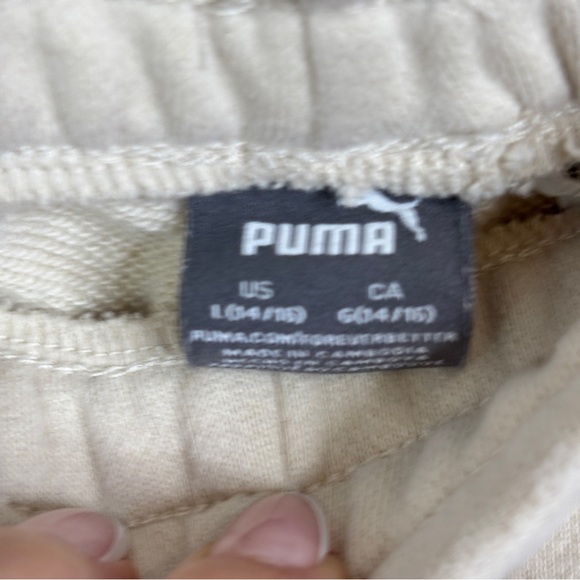 PUMA
US CA
L(14/16) G(14/16)
PUMA.COM/FOREVERBETTER
MADE IN CAMBODIA